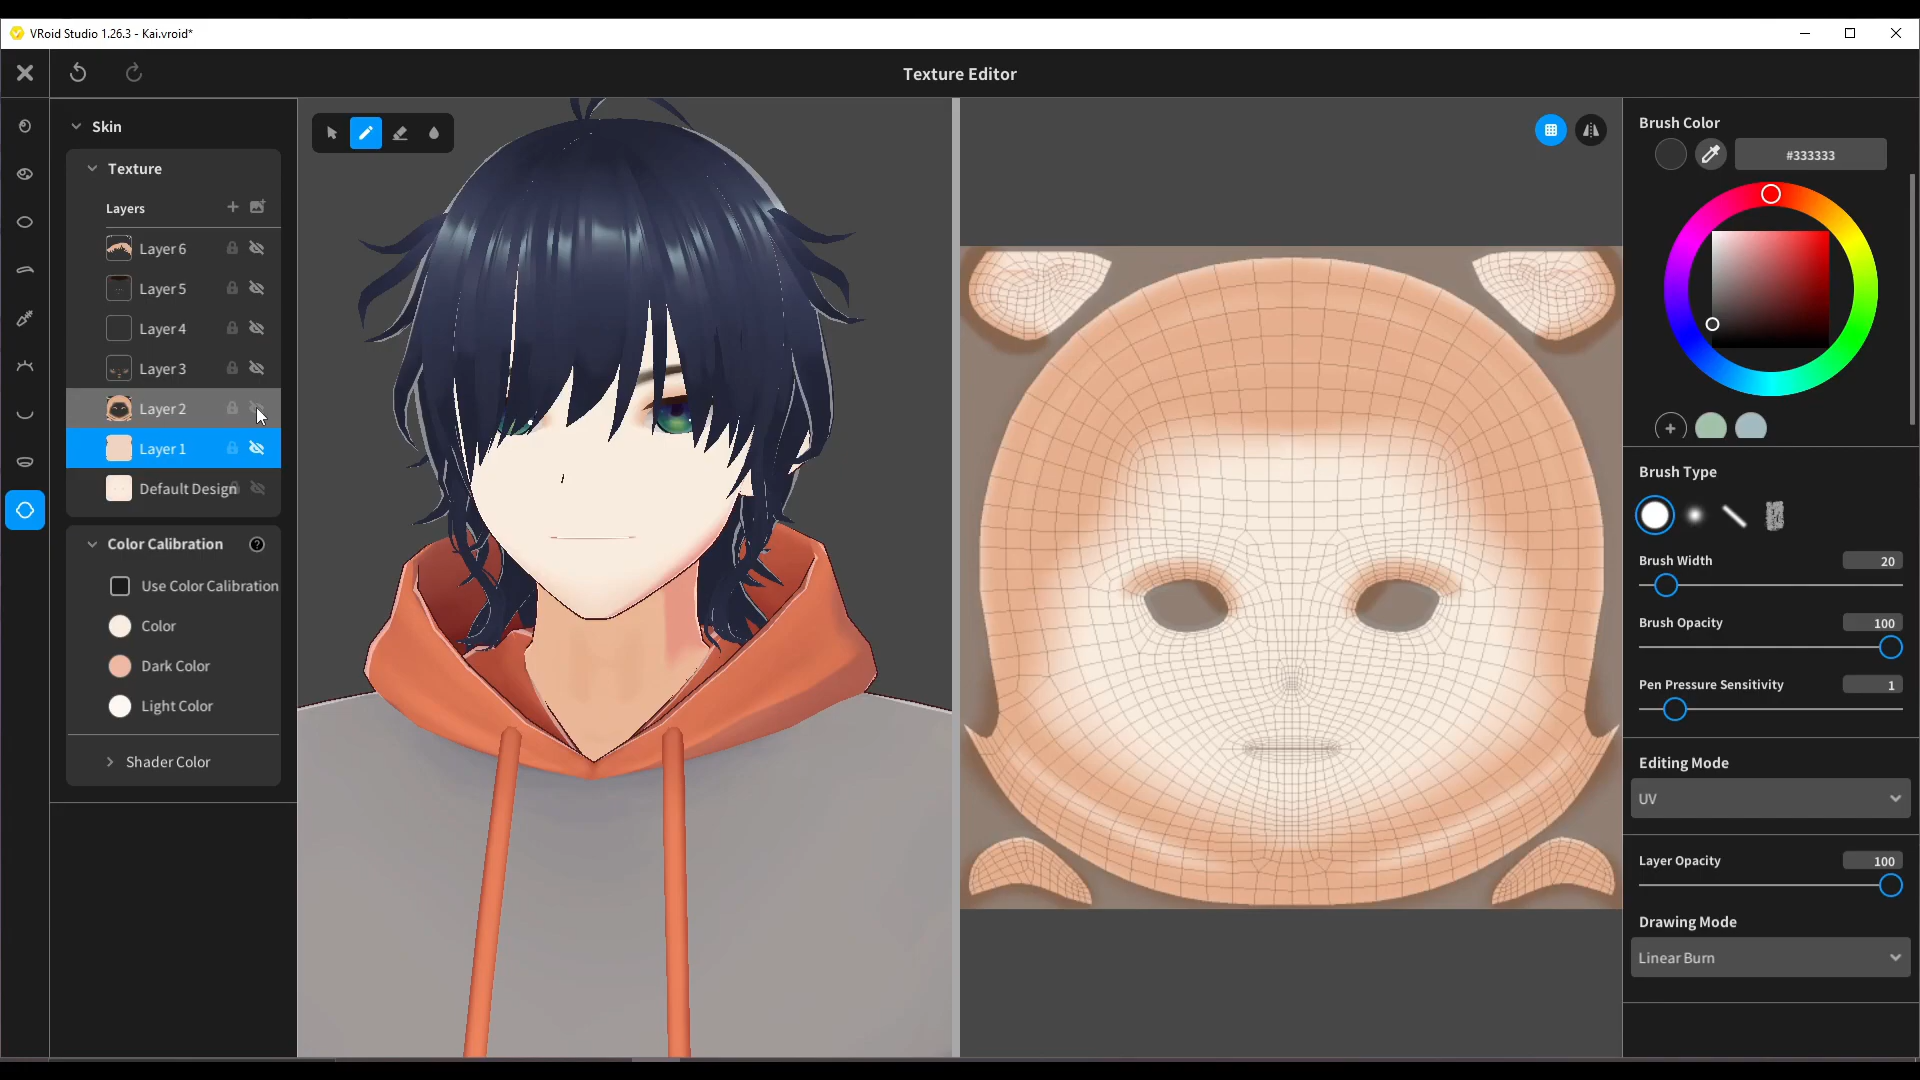 VRoid Studio 1.26.3 - Kai.vroid*
Texture Editor
Skin
Texture
Layers
Layer 6
Layer 5
Layer 4
Layer 3
Layer 2
Layer 1
Default Design
Color Calibration
Use Color Calibration
Color
Dark Color
Light Color
Shader Color
Brush Color
#333333
Brush Type
Brush Width
20
Brush Opacity
100
Pen Pressure Sensitivity
1
Editing Mode
UV
Layer Opacity
100
Drawing Mode
Linear Burn